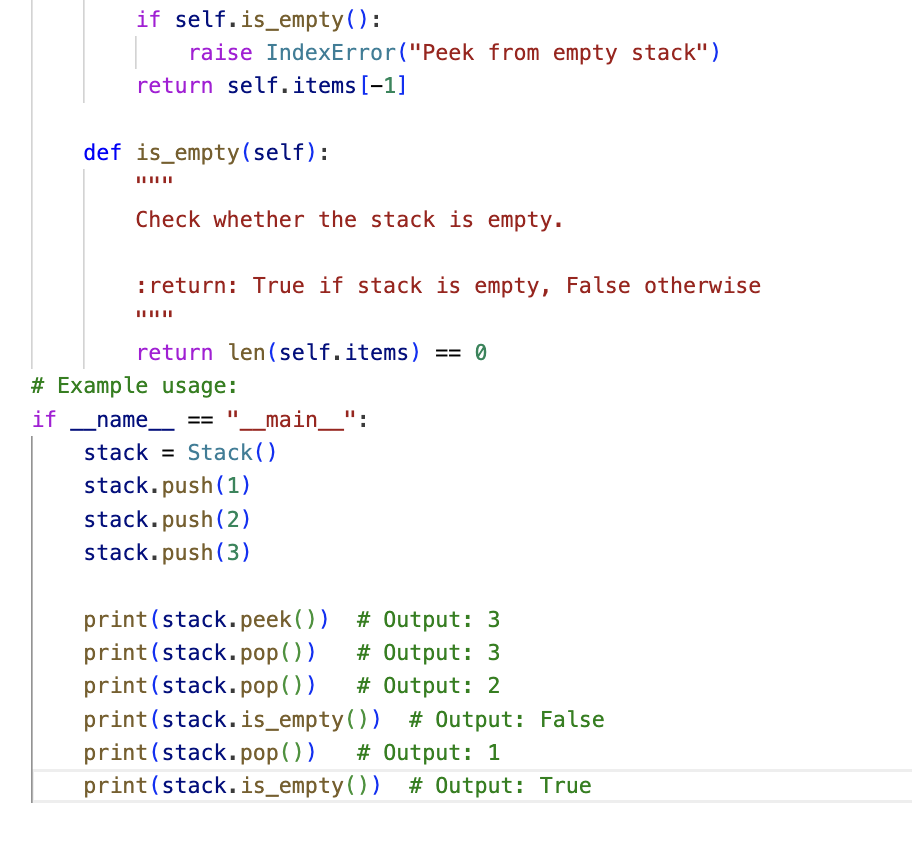 if self.is_empty():
            raise IndexError("Peek from empty stack")
        return self.items[-1]

    def is_empty(self):
        """
        Check whether the stack is empty.

        :return: True if stack is empty, False otherwise
        """
        return len(self.items) == 0
# Example usage:
if __name__ == "__main__":
    stack = Stack()
    stack.push(1)
    stack.push(2)
    stack.push(3)

    print(stack.peek())  # Output: 3
    print(stack.pop())   # Output: 3
    print(stack.pop())   # Output: 2
    print(stack.is_empty())  # Output: False
    print(stack.pop())   # Output: 1
    print(stack.is_empty())  # Output: True